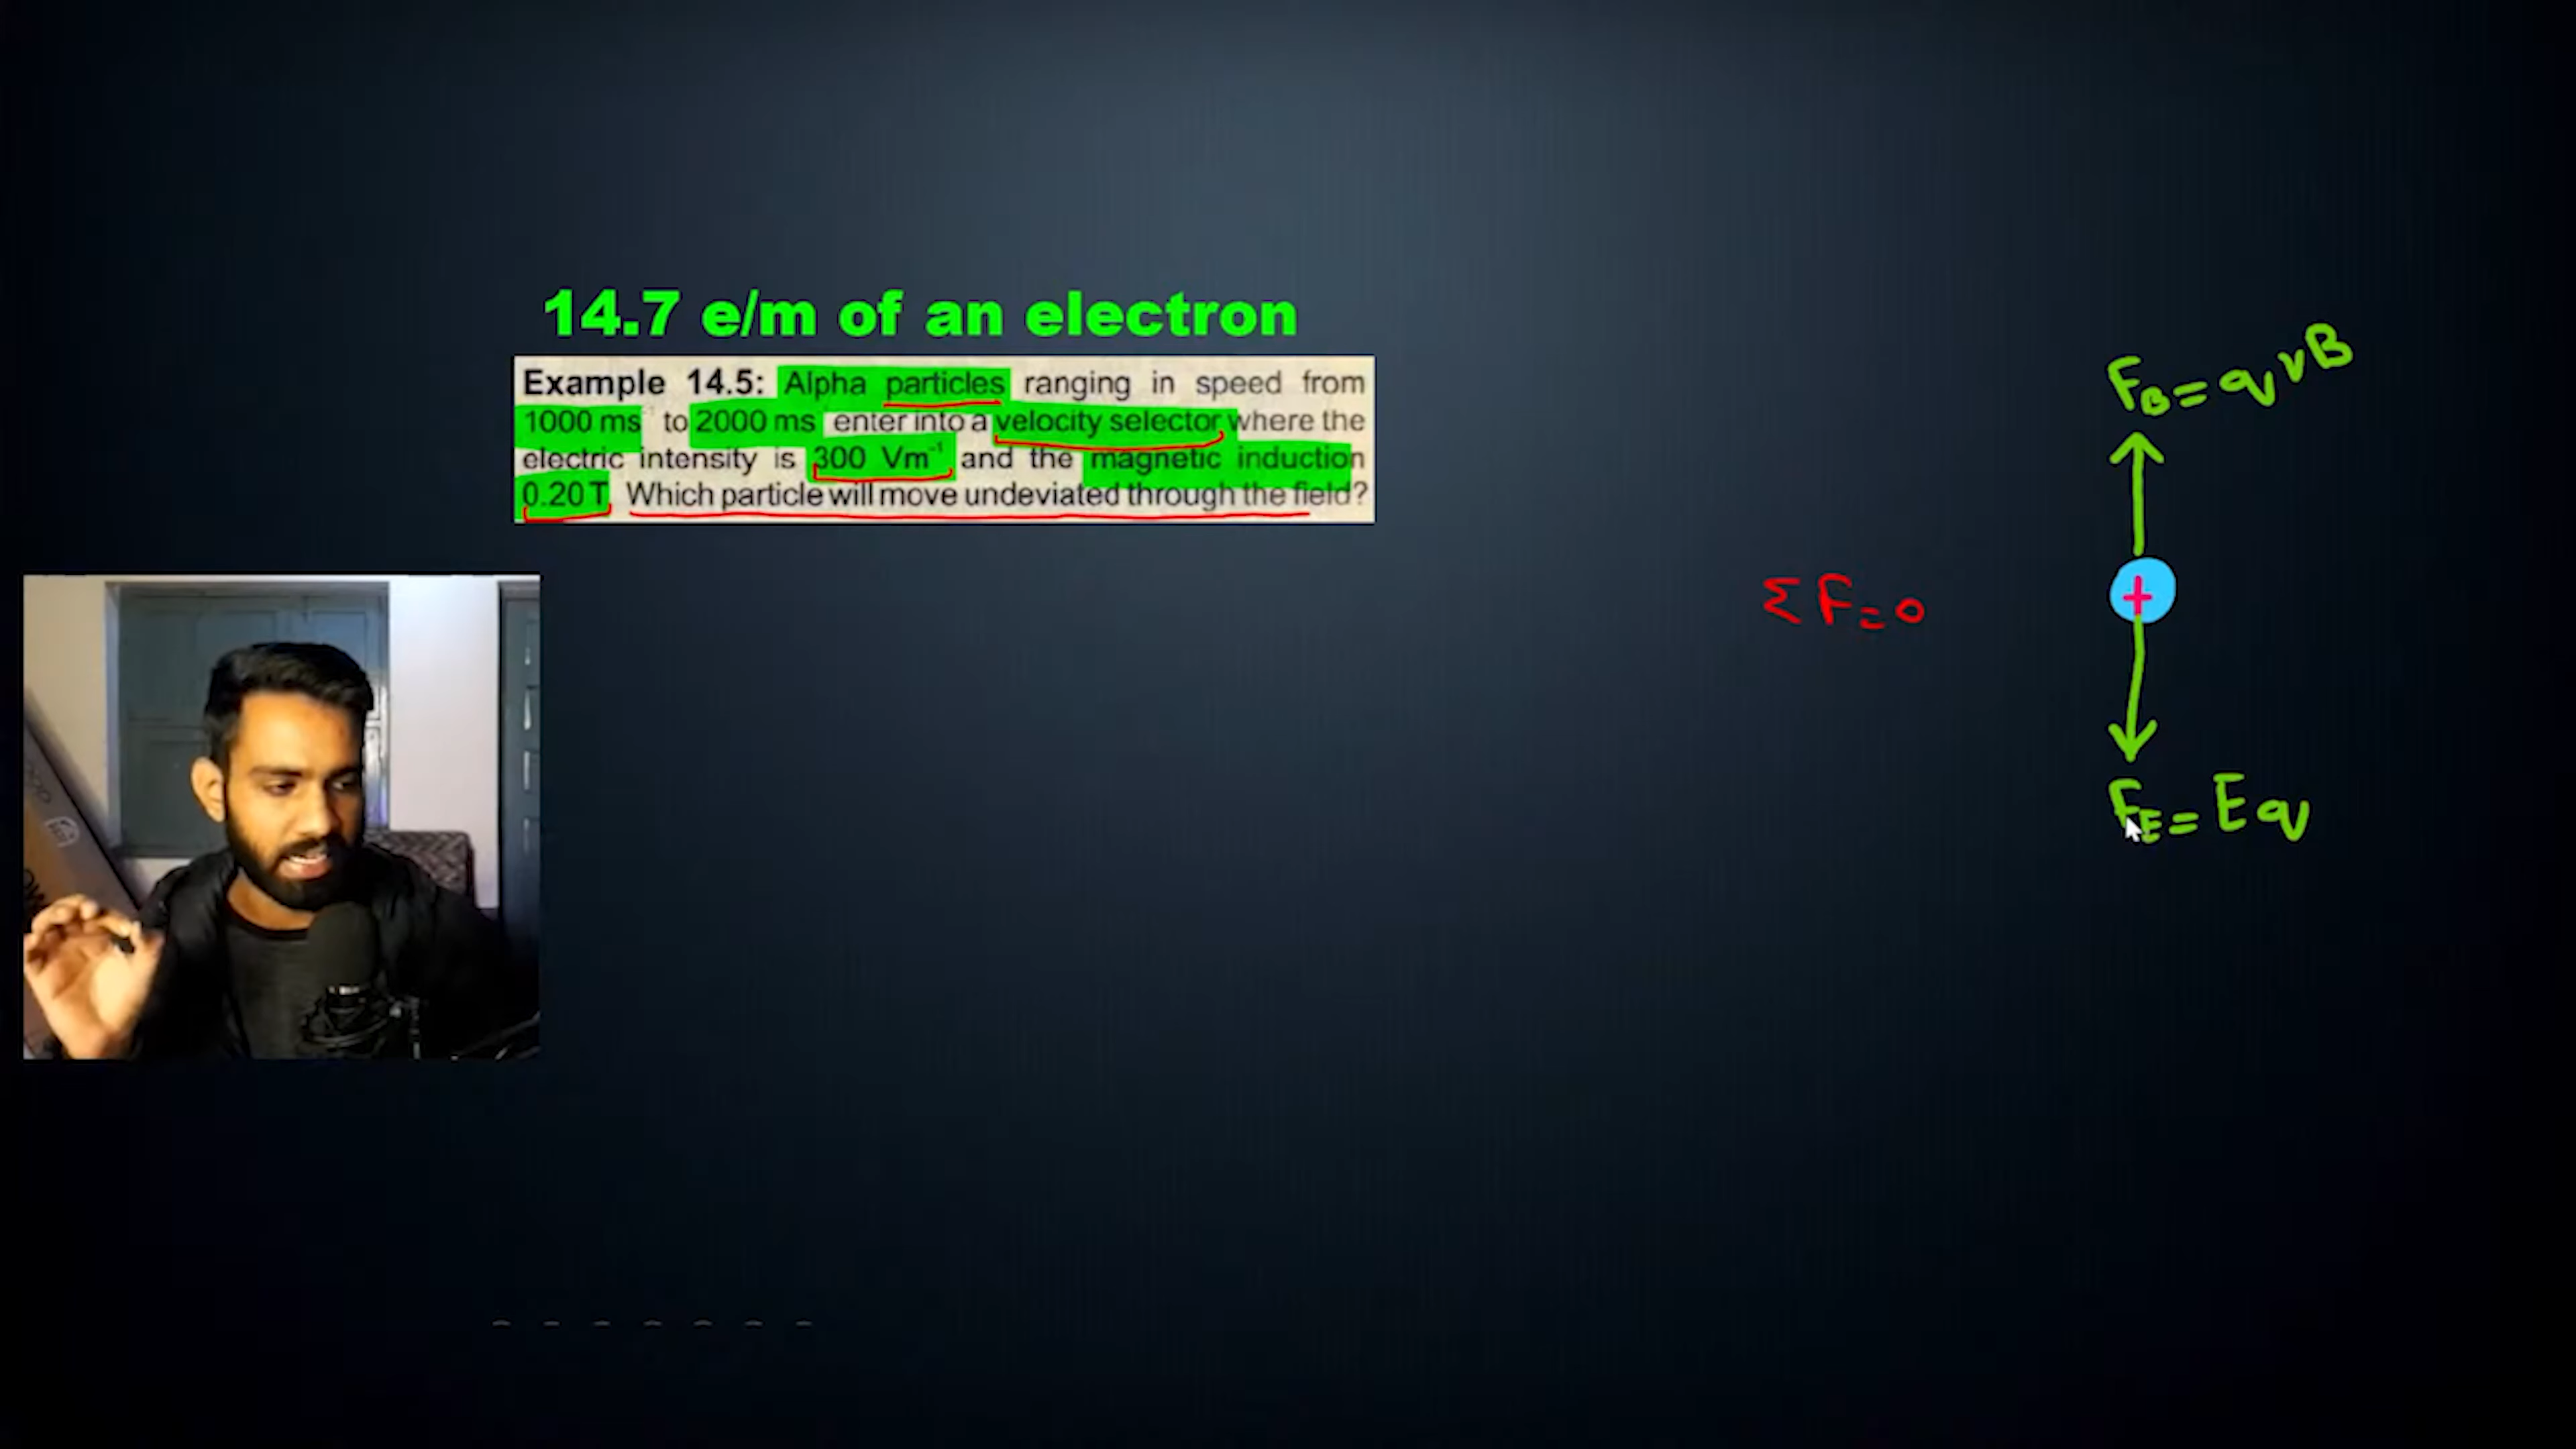 14.7 e/m of an electron
Example 14.5: Alpha particles ranging in speed from
1000 ms⁻¹ to 2000 ms enter into a velocity selector where the
electric intensity is 300 Vm⁻¹ and the magnetic induction
0.20 T Which particle will move undeviated through the field?
F_B = qvB
ΣF=0
+
F_E = Eq